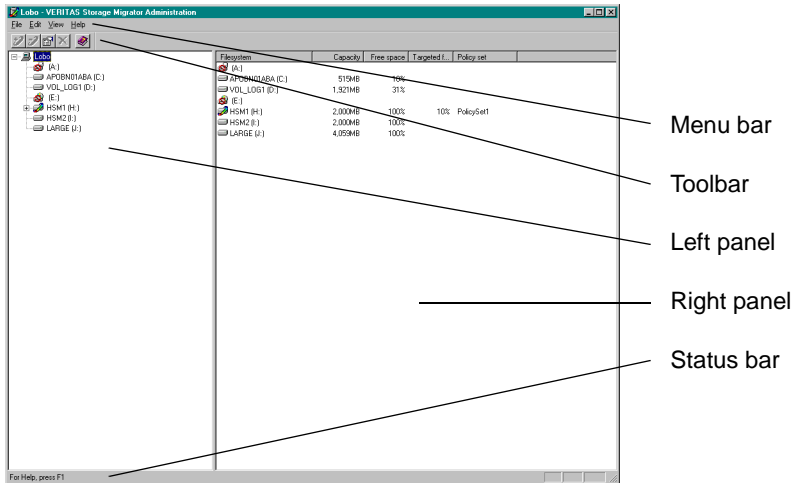 Lobo - VERITAS Storage Migrator Administration
File Edit View Help
Lobo
(A:)
APOBN01ABA (C:)
VOL_LOG1 (D:)
(E:)
HSM1 (H:)
HSM2 (I:)
LARGE (J:)
Filesystem Capacity Free space Targeted f... Policy set
(A:)
APOBN01ABA (C:) 515MB 18%
VOL_LOG1 (D:) 1,921MB 31%
(E:)
HSM1 (H:) 2,000MB 100% 10% PolicySet1
HSM2 (I:) 2,000MB 100%
LARGE (J:) 4,059MB 100%
Menu bar
Toolbar
Left panel
Right panel
Status bar
For Help, press F1